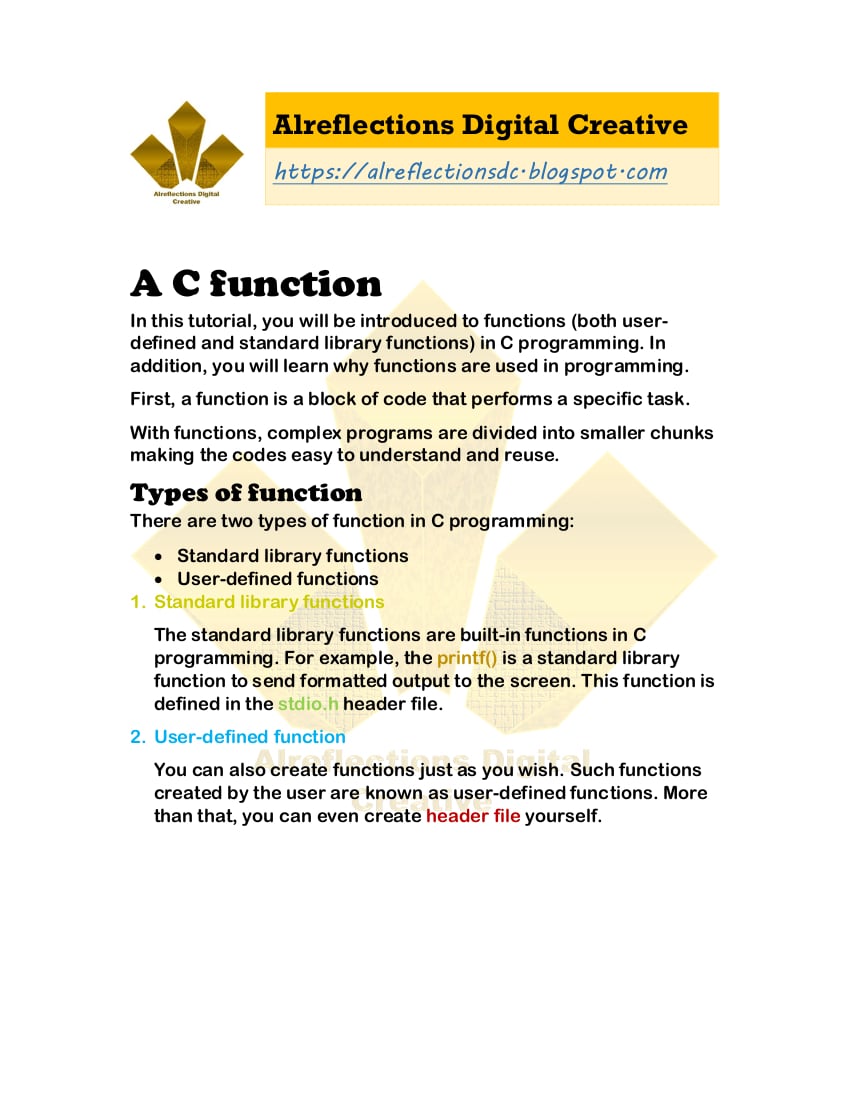 Alreflections Digital
Creative
Alreflections Digital Creative
https://alreflectionsdc.blogspot.com
A C function
In this tutorial, you will be introduced to functions (both user-
defined and standard library functions) in C programming. In
addition, you will learn why functions are used in programming.
First, a function is a block of code that performs a specific task.
With functions, complex programs are divided into smaller chunks
making the codes easy to understand and reuse.
Types of function
There are two types of function in C programming:
• Standard library functions
• User-defined functions
1. Standard library functions
The standard library functions are built-in functions in C
programming. For example, the printf() is a standard library
function to send formatted output to the screen. This function is
defined in the stdio.h header file.
2. User-defined function
Alreflections Digital
Creative
You can also create functions just as you wish. Such functions
created by the user are known as user-defined functions. More
than that, you can even create header file yourself.